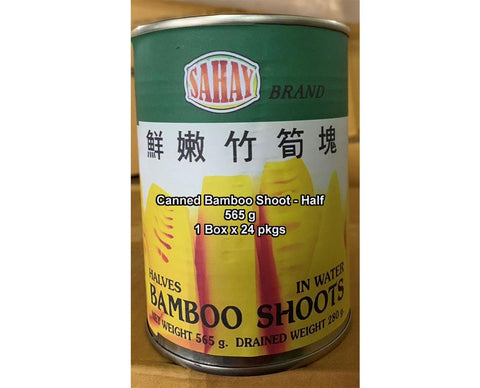 SAHAY
BRAND
鮮嫩竹筍塊
Canned Bamboo Shoot - Half
565 g
1 Box x 24 pkgs
HALVES IN WATER
BAMBOO SHOOTS
NET WEIGHT 565 g. DRAINED WEIGHT 280 g.